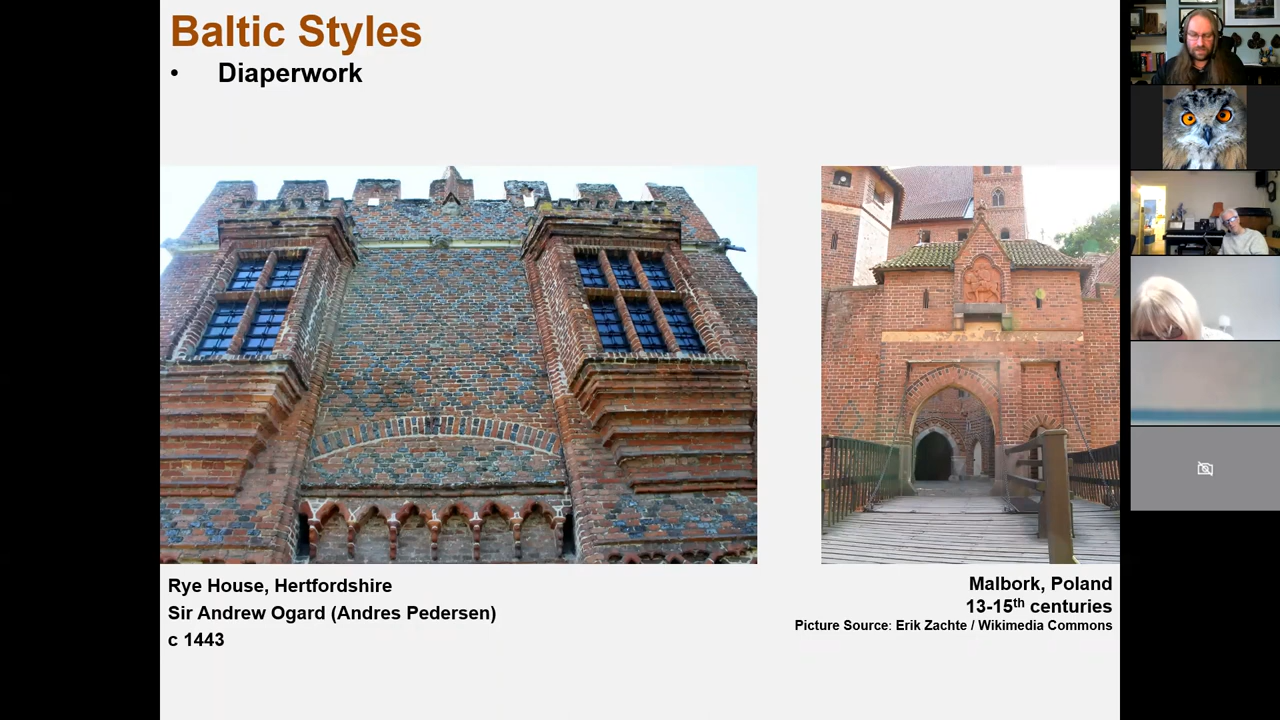 Baltic Styles
• Diaperwork
Rye House, Hertfordshire
Sir Andrew Ogard (Andres Pedersen)
c 1443
Malbork, Poland
13-15th centuries
Picture Source: Erik Zachte / Wikimedia Commons